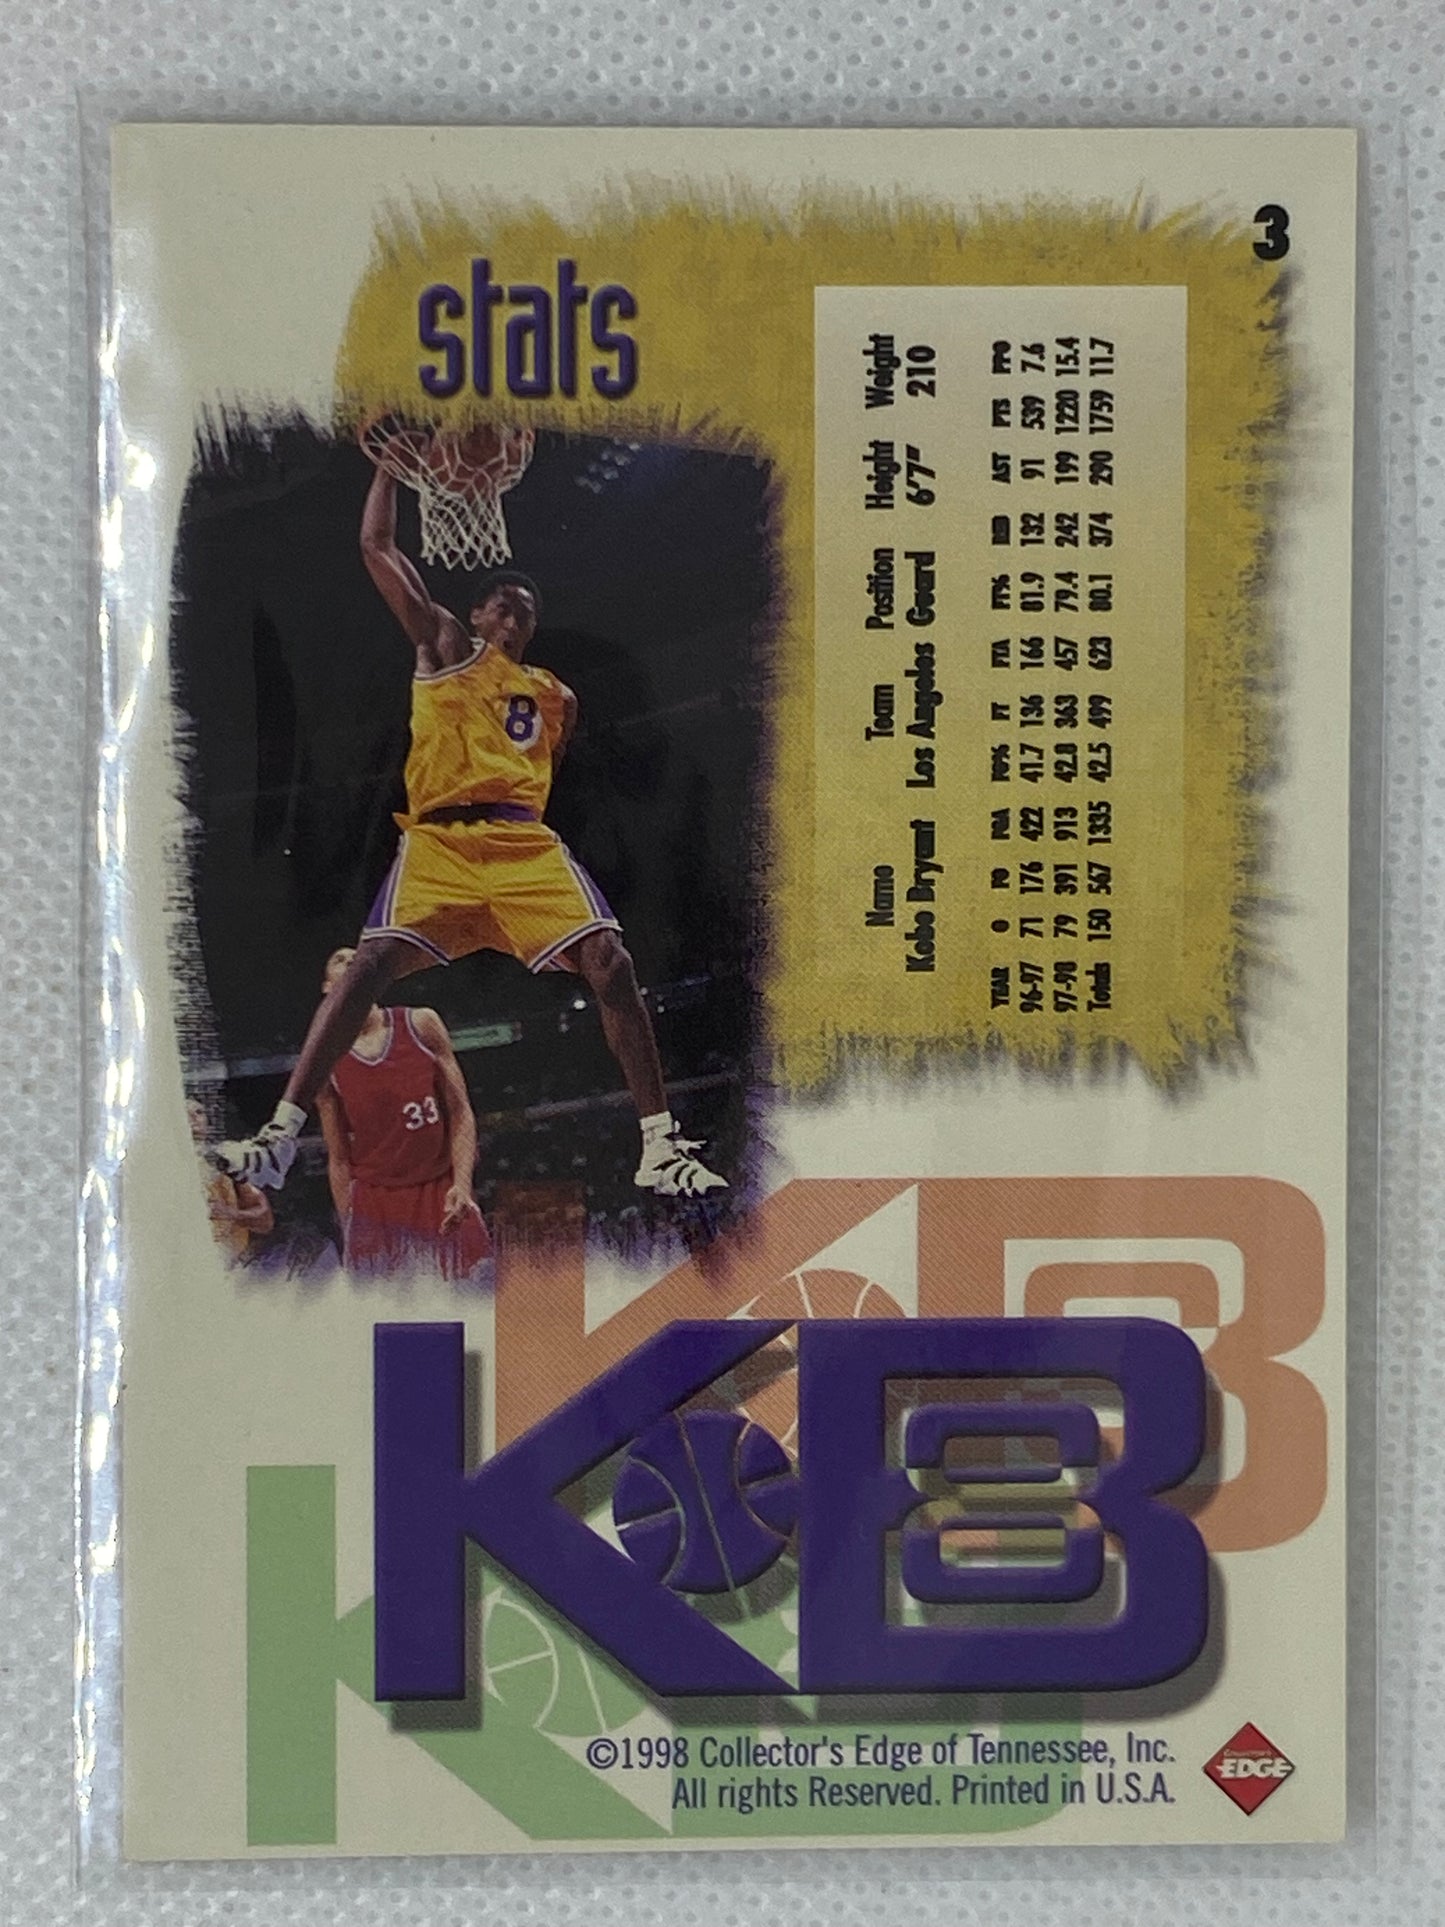 3
stats
Name Team Position Height Weight
Kobe Bryant Los Angeles Guard 6'7" 210
YEAR G FG FGA FG% FT FTA FT% REB AST PTS PPG
96-97 71 176 422 41.7 136 166 81.9 132 91 539 7.6
97-98 79 391 913 42.8 363 457 79.4 242 199 1220 15.4
Totals 150 567 1335 42.5 499 623 80.1 374 290 1759 11.7
8
33
KB
8
KB
KB
©1998 Collector's Edge of Tennessee, Inc.
All rights Reserved. Printed in U.S.A.
Collector's
EDGE